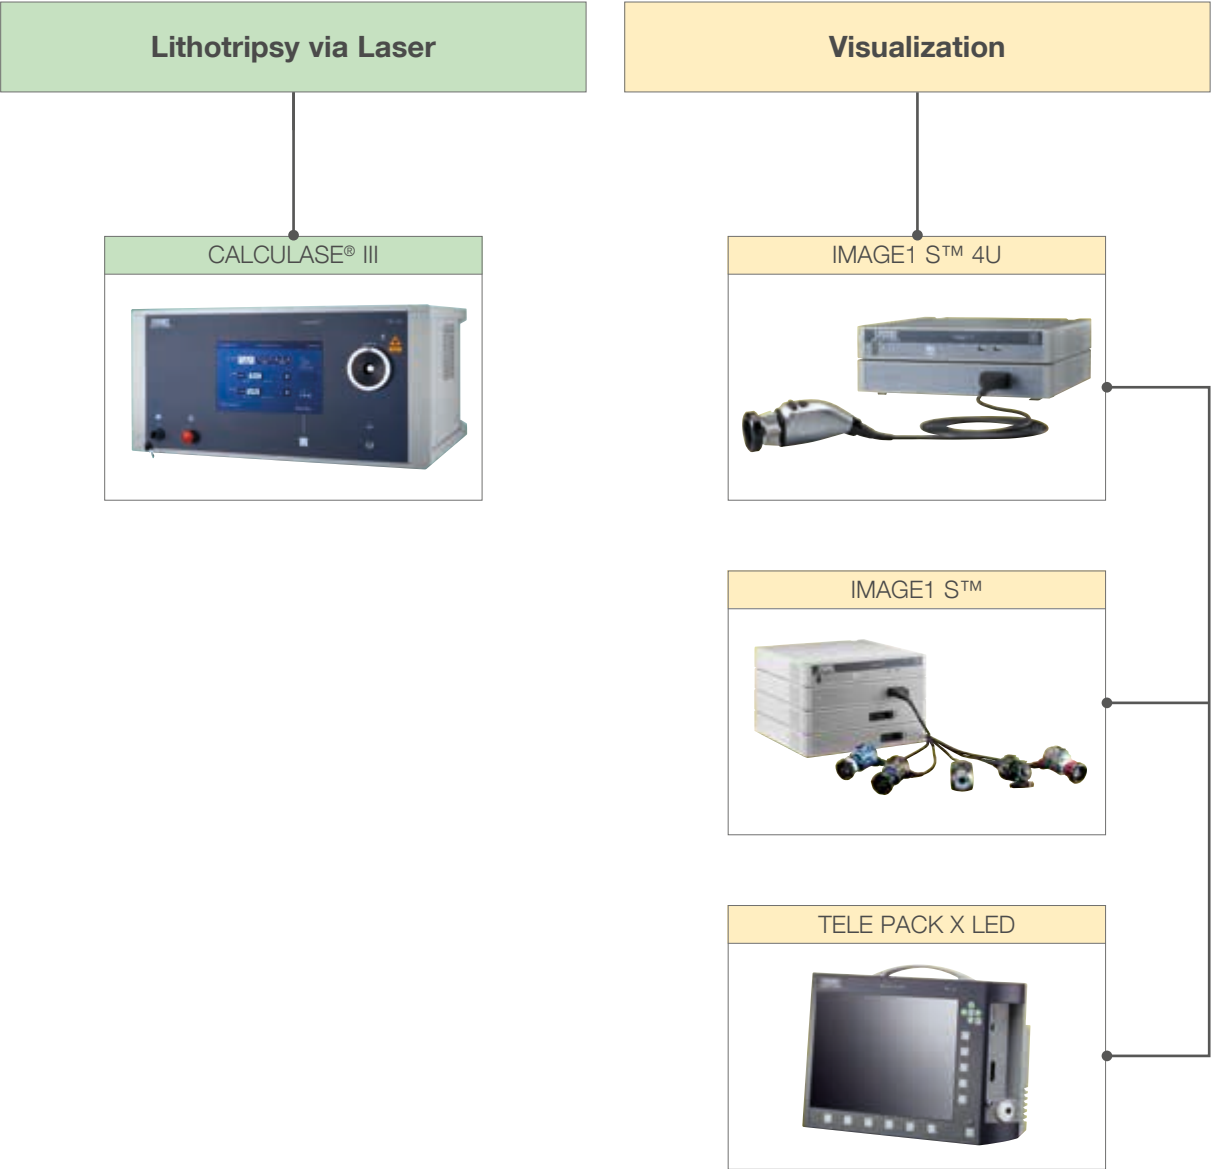 Lithotripsy via Laser
Visualization
CALCULASE® III
IMAGE1 S™ 4U
IMAGE1 S™
TELE PACK X LED